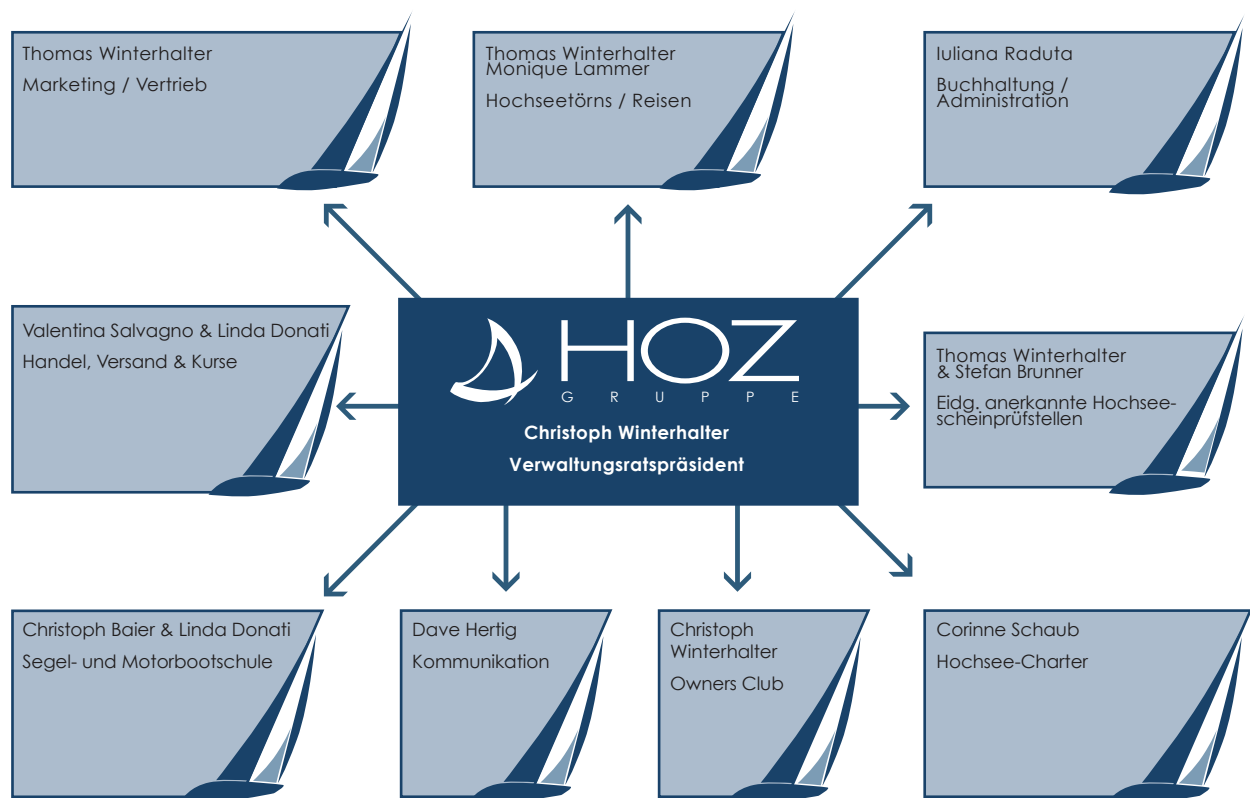 Thomas Winterhalter
Marketing / Vertrieb
Thomas Winterhalter
Monique Lammer
Hochseetörns / Reisen
Iuliana Raduta
Buchhaltung /
Administration
Valentina Salvagno & Linda Donati
Handel, Versand & Kurse
HOZ
GRUPPE
Christoph Winterhalter
Verwaltungsratspräsident
Thomas Winterhalter
& Stefan Brunner
Eidg. anerkannte Hochsee-
scheinprüfstellen
Christoph Baier & Linda Donati
Segel- und Motorbootschule
Dave Hertig
Kommunikation
Christoph
Winterhalter
Owners Club
Corinne Schaub
Hochsee-Charter